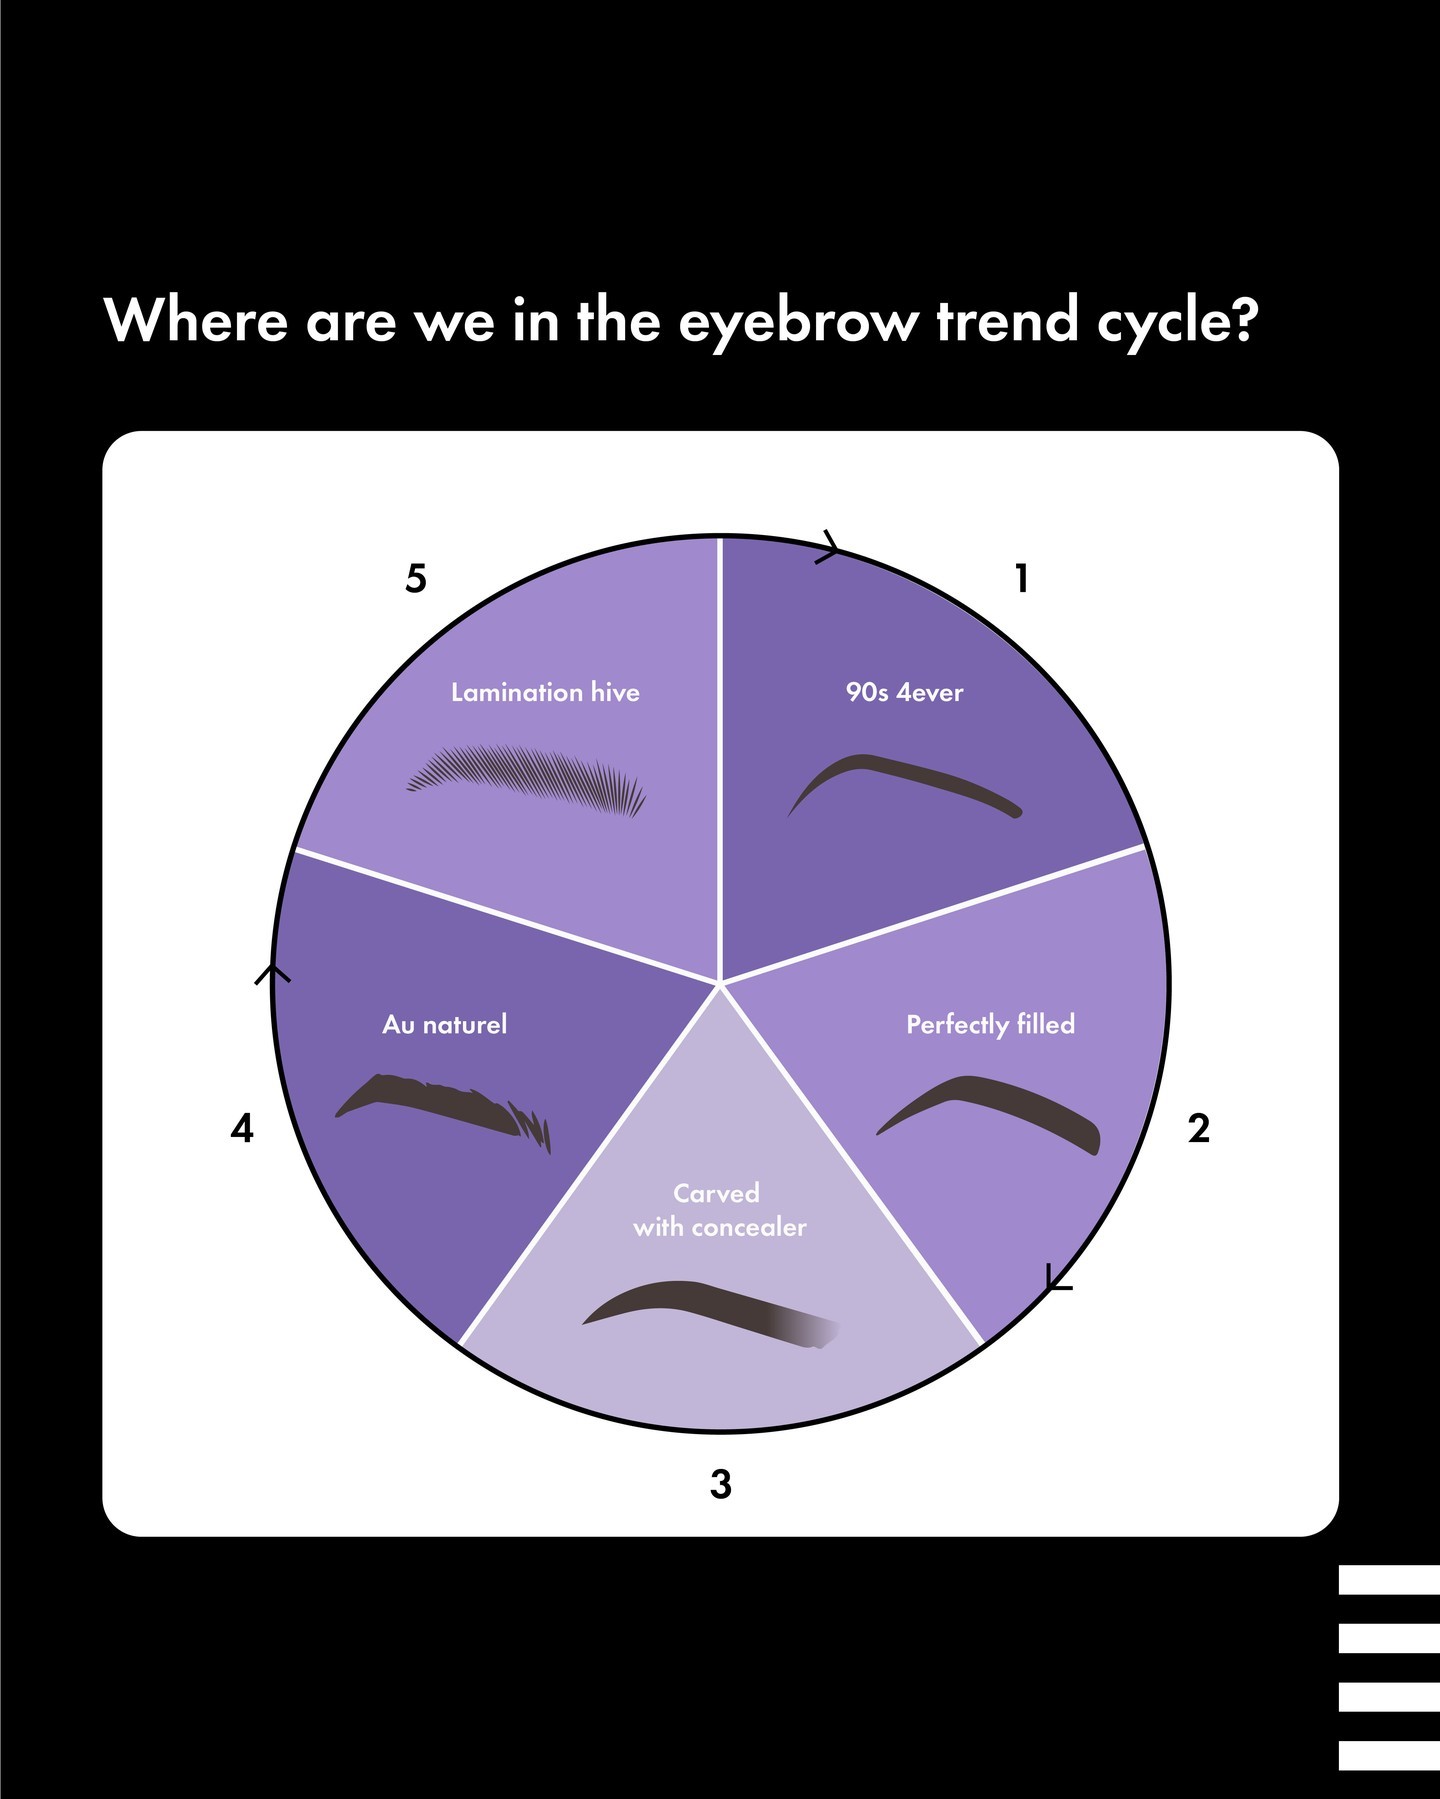 Where are we in the eyebrow trend cycle?
5
1
Lamination hive
90s 4ever
Au naturel
Perfectly filled
4
2
Carved
with concealer
3